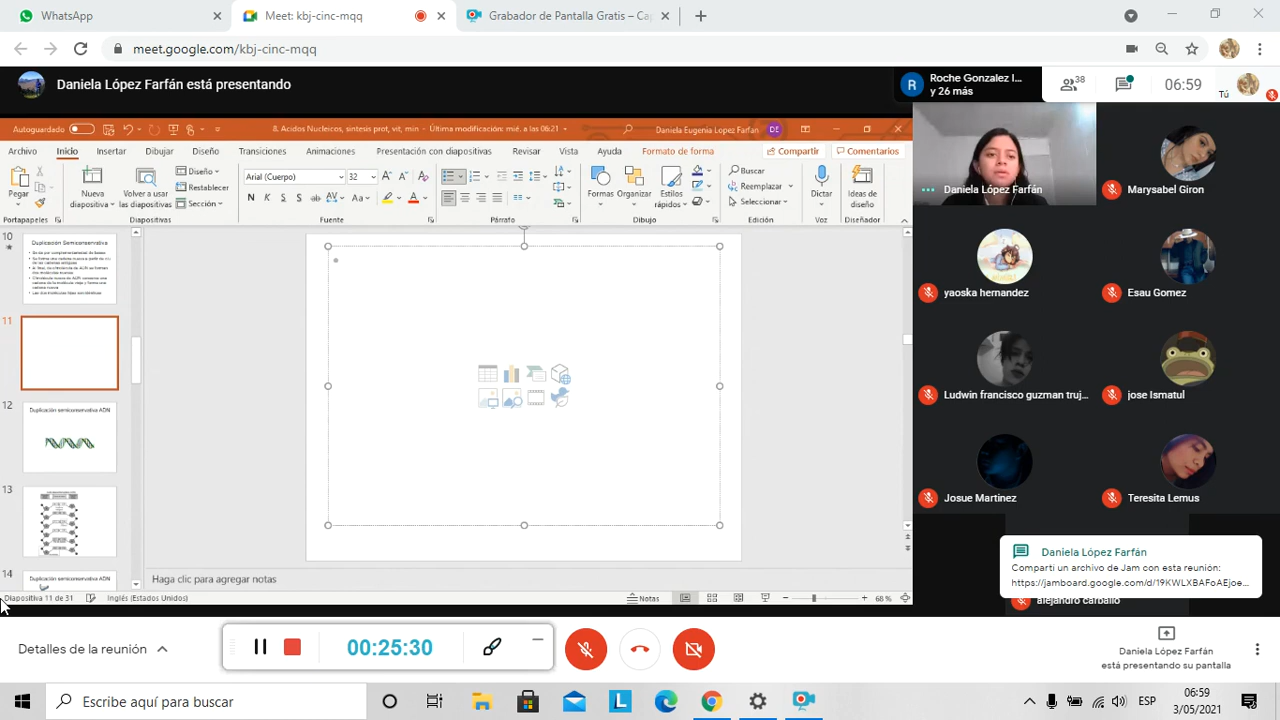 WhatsApp
Meet: kbj-cinc-mqq
Grabador de Pantalla Gratis – Ca
meet.google.com/kbj-cinc-mqq
Daniela López Farfán está presentando
Roche Gonzalez I...
y 26 más
38
06:59
Tú
Autoguardado
8. Acidos Nucleicos, sintesis prot, vit; min
Última modificación: mié. a las 06:21
Daniela Eugenia Lopez Farfan
DE
Archivo
Inicio
Insertar
Dibujar
Diseño
Transiciones
Animaciones
Presentación con diapositivas
Revisar
Vista
Ayuda
Formato de forma
Compartir
Comentarios
Pegar
Nueva diapositiva
Volver a usar diapositivas
Diseño
Restablecer
Sección
Arial (Cuerpo)
32
N K S
Aa
Formas
Organizar
Estilos rápidos
Buscar
Reemplazar
Seleccionar
Dictar
Ideas de diseño
Portapapeles
Diapositivas
Fuente
Párrafo
Dibujo
Edición
Voz
Diseñador
10
Duplicación Semiconservativa
11
12
Duplicación semiconservativa ADN
13
14
Duplicación semiconservativa ADN
Haga clic para agregar notas
Diapositiva 11 de 31
Inglés (Estados Unidos)
Notas
68 %
Daniela López Farfán
Marysabel Giron
yaoska hernandez
Esau Gomez
Ludwin francisco guzman truj...
jose Ismatul
Josue Martinez
Teresita Lemus
Daniela López Farfán
Compartí un archivo de Jam con esta reunión:
https://jamboard.google.com/d/19KWLXBAFoAEjoe...
alejandro carballo
Detalles de la reunión
00:25:30
Daniela López Farfán
está presentando su pantalla
Escribe aquí para buscar
ESP
06:59
3/05/2021